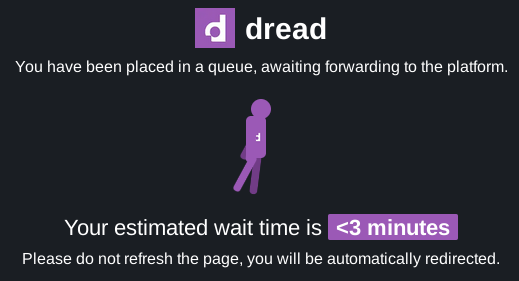 dread
You have been placed in a queue, awaiting forwarding to the platform.
Your estimated wait time is <3 minutes
Please do not refresh the page, you will be automatically redirected.